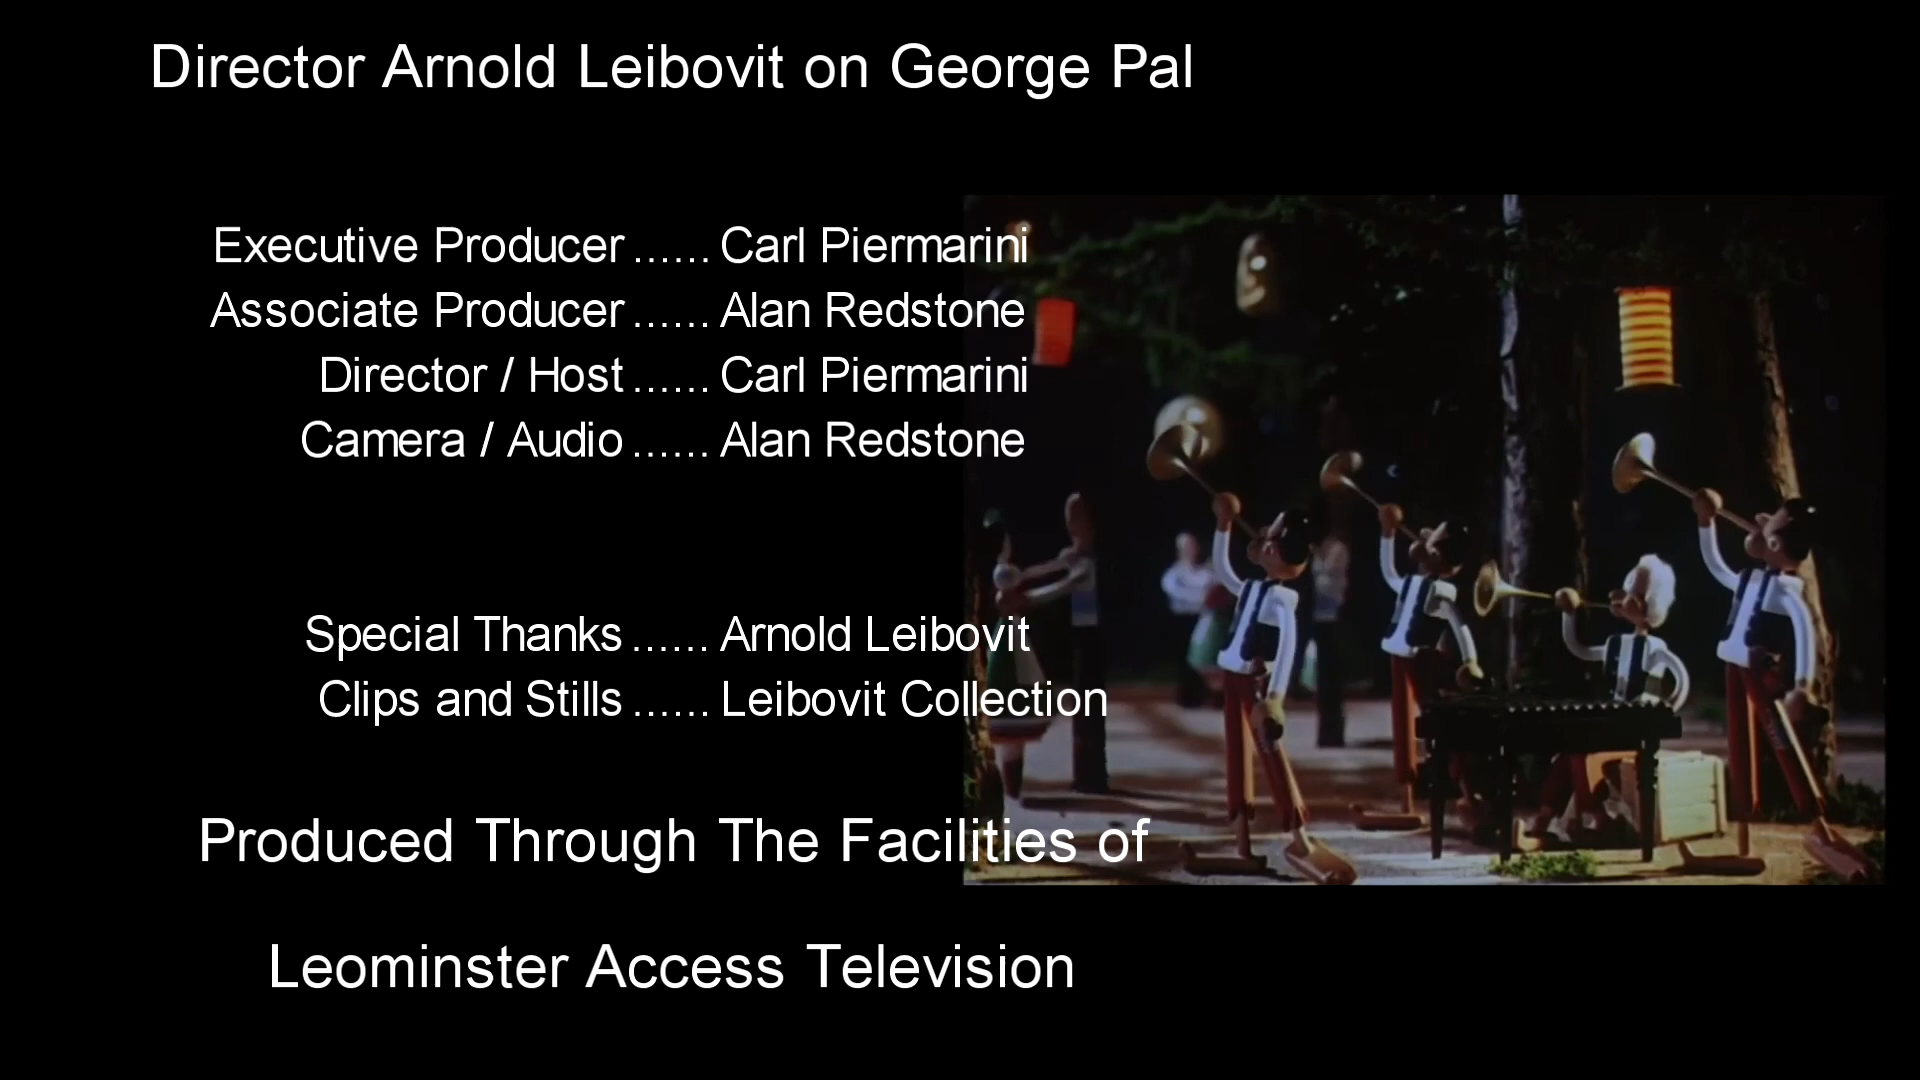 Director Arnold Leibovit on George Pal
Executive Producer ...... Carl Piermarini
Associate Producer ...... Alan Redstone
Director / Host ...... Carl Piermarini
Camera / Audio ...... Alan Redstone
Special Thanks ...... Arnold Leibovit
Clips and Stills ...... Leibovit Collection
Produced Through The Facilities of
Leominster Access Television